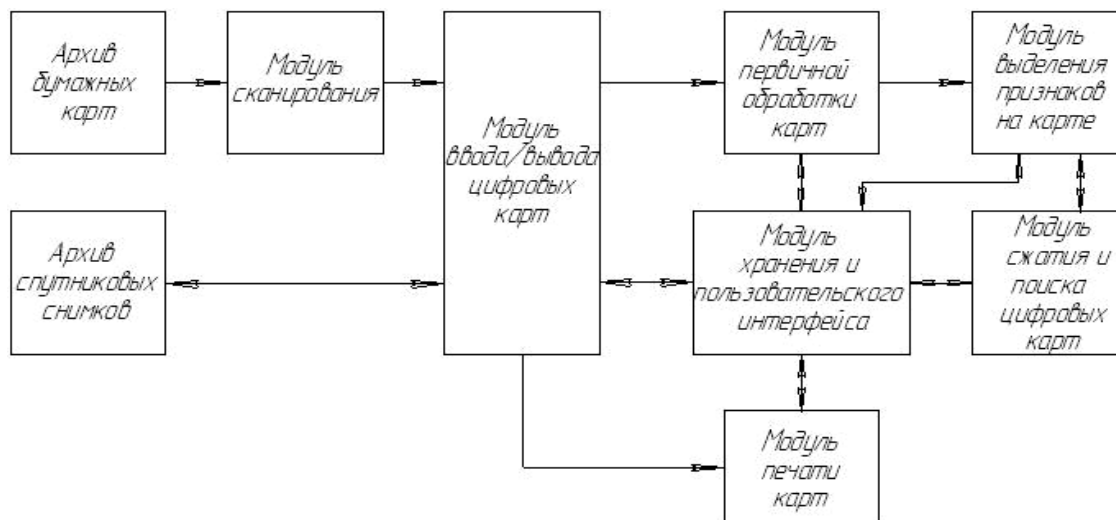 Архив
бумажных
карт
Модуль
сканирования
Модуль
ввода/вывода
цифровых
карт
Модуль
первичной
обработки
карт
Модуль
выделения
признаков
на карте
Архив
спутниковых
снимков
Модуль
хранения и
пользовательского
интерфейса
Модуль
сжатия и
поиска
цифровых
карт
Модуль
печати
карт